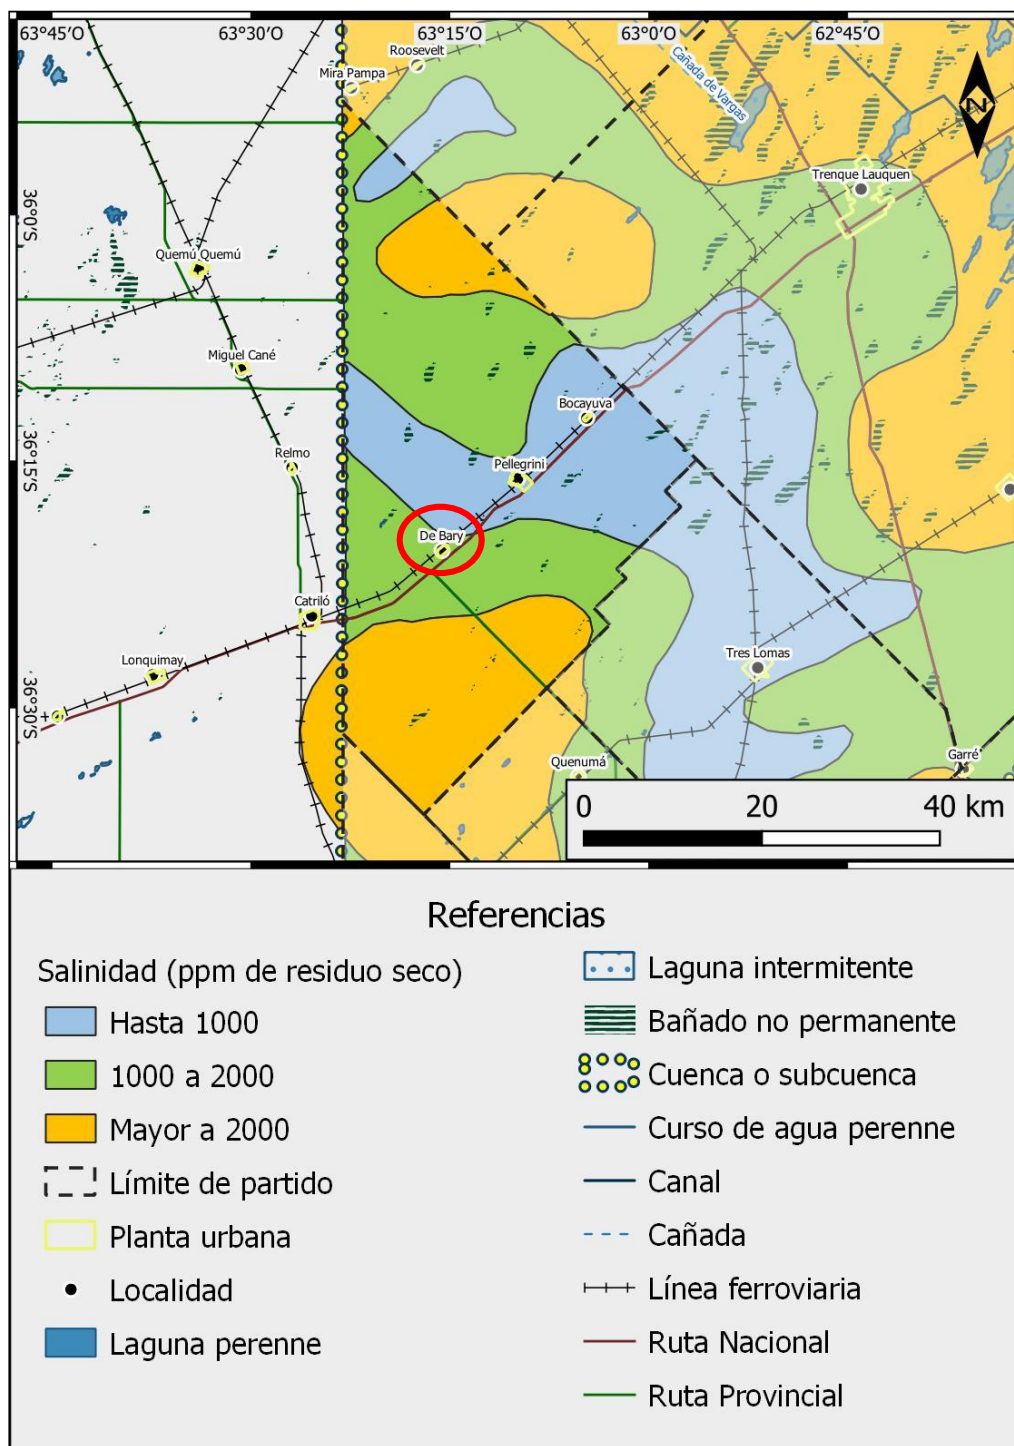 63°45'O
63°30'O
63°15'O
63°0'O
62°45'O
Roosevelt
Mira Pampa
Cañada de Vargas
N
Trenque Lauquen
36°0'S
Quemú Quemú
Miguel Cané
Bocayuva
36°15'S
Relmo
Pellegrini
De Bary
Catriló
Lonquimay
Tres Lomas
36°30'S
Quenumá
Garré
0 20 40 km
Referencias
Salinidad (ppm de residuo seco)
Hasta 1000
1000 a 2000
Mayor a 2000
Límite de partido
Planta urbana
Localidad
Laguna perenne
Laguna intermitente
Bañado no permanente
Cuenca o subcuenca
Curso de agua perenne
Canal
Cañada
Línea ferroviaria
Ruta Nacional
Ruta Provincial